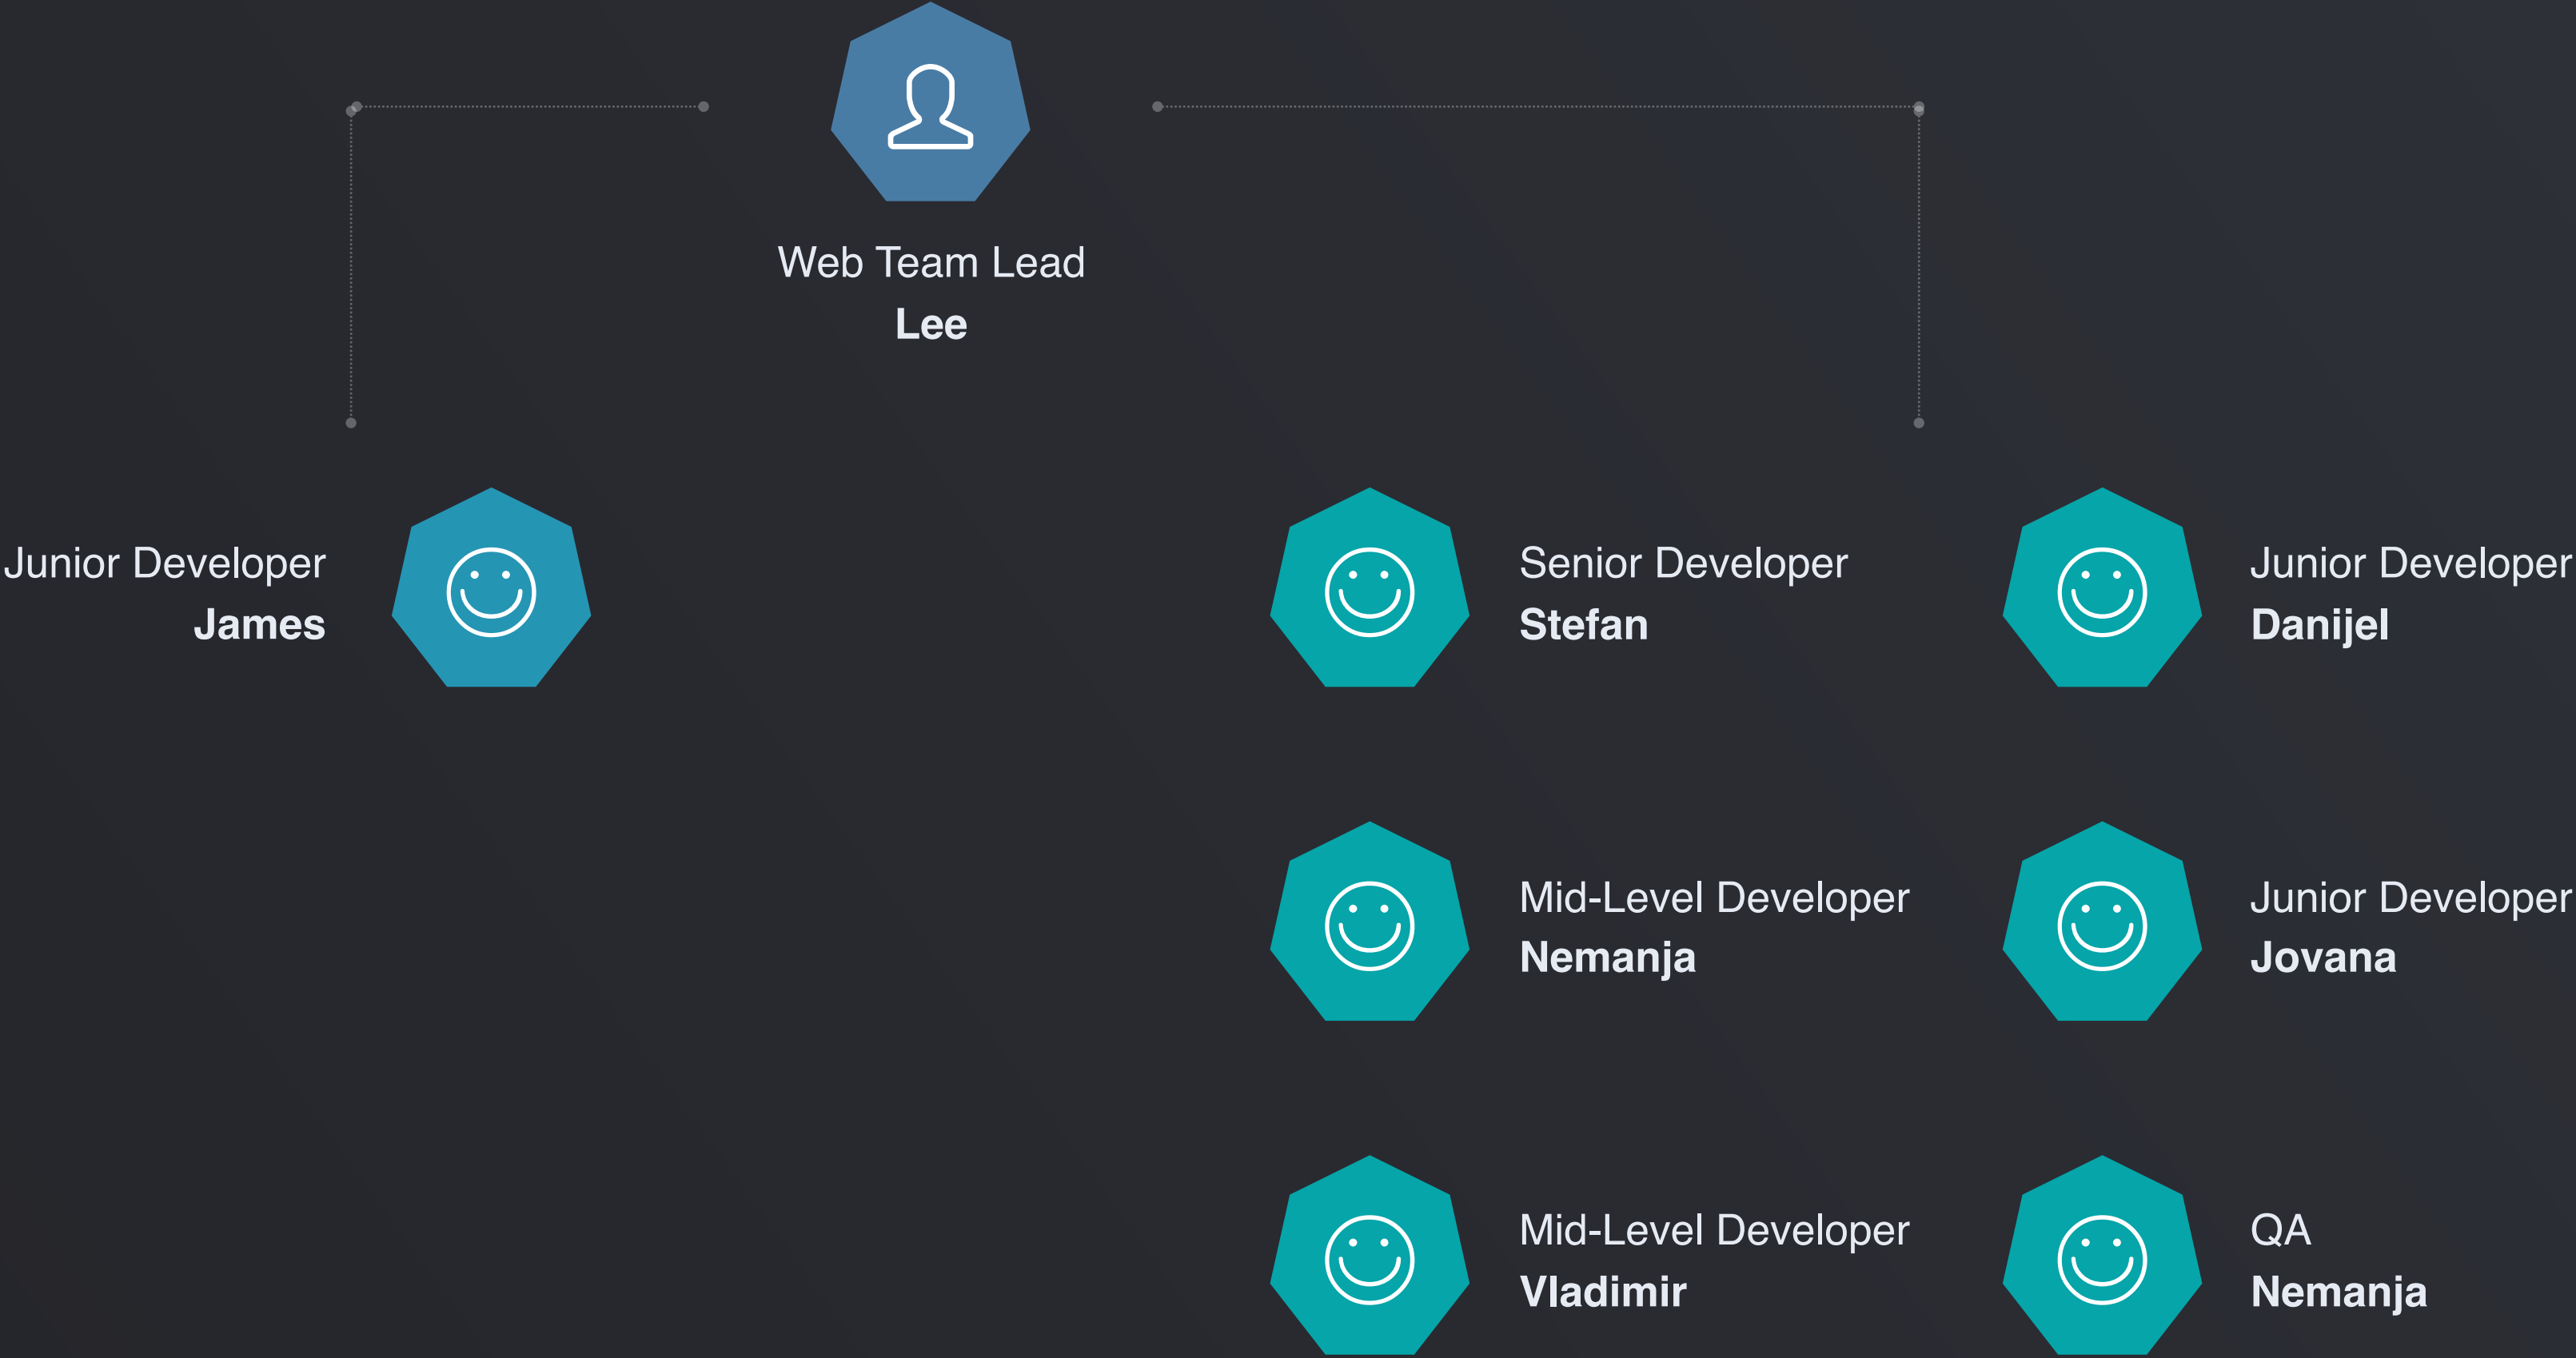 Web Team Lead
Lee
Junior Developer
James
Senior Developer
Stefan
Junior Developer
Danijel
Mid-Level Developer
Nemanja
Junior Developer
Jovana
Mid-Level Developer
Vladimir
QA
Nemanja